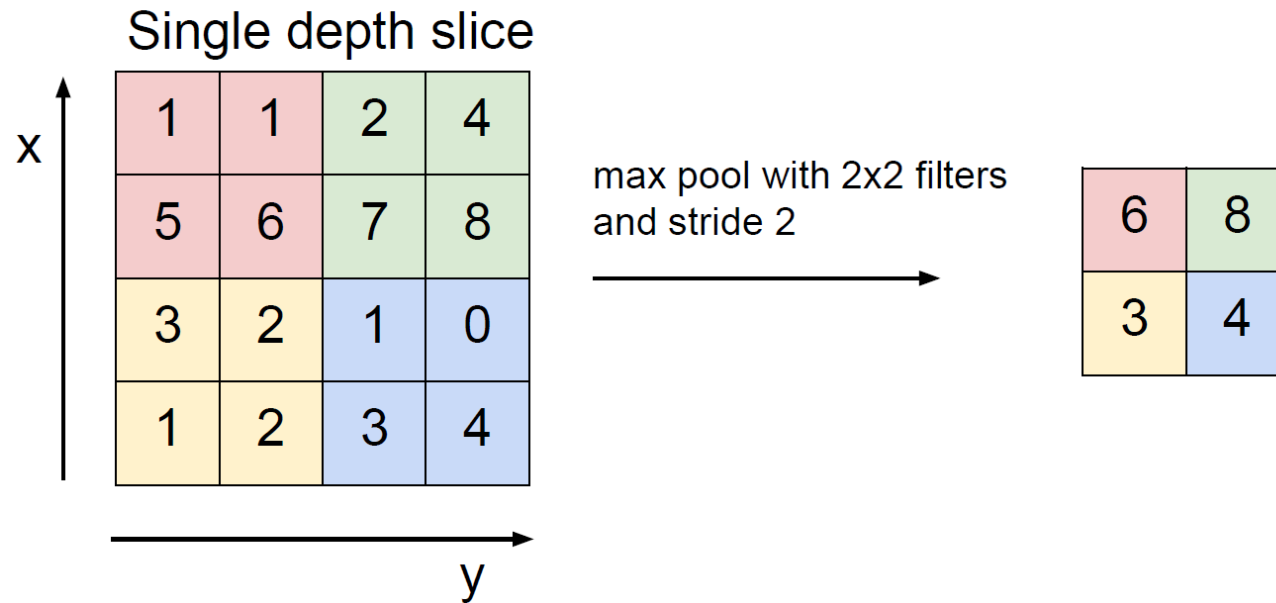 Single depth slice
x
1 1 2 4
5 6 7 8
3 2 1 0
1 2 3 4
y
max pool with 2x2 filters
and stride 2
6 8
3 4